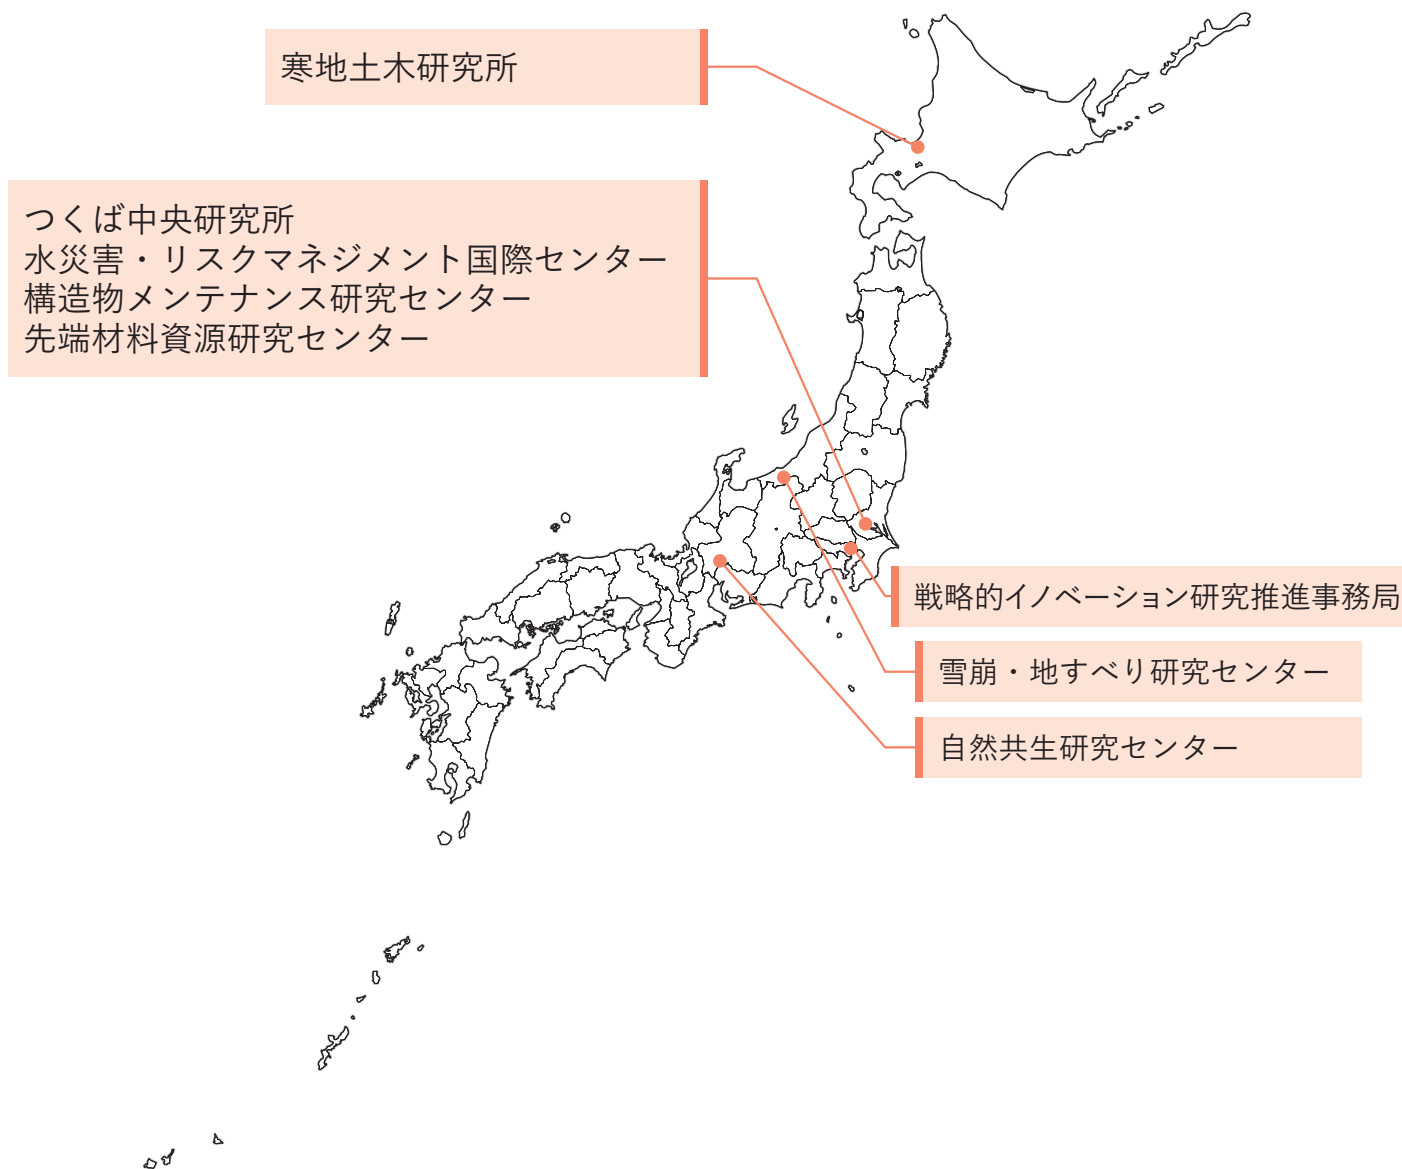 寒地土木研究所
つくば中央研究所
水災害・リスクマネジメント国際センター
構造物メンテナンス研究センター
先端材料資源研究センター
戦略的イノベーション研究推進事務局
雪崩・地すべり研究センター
自然共生研究センター